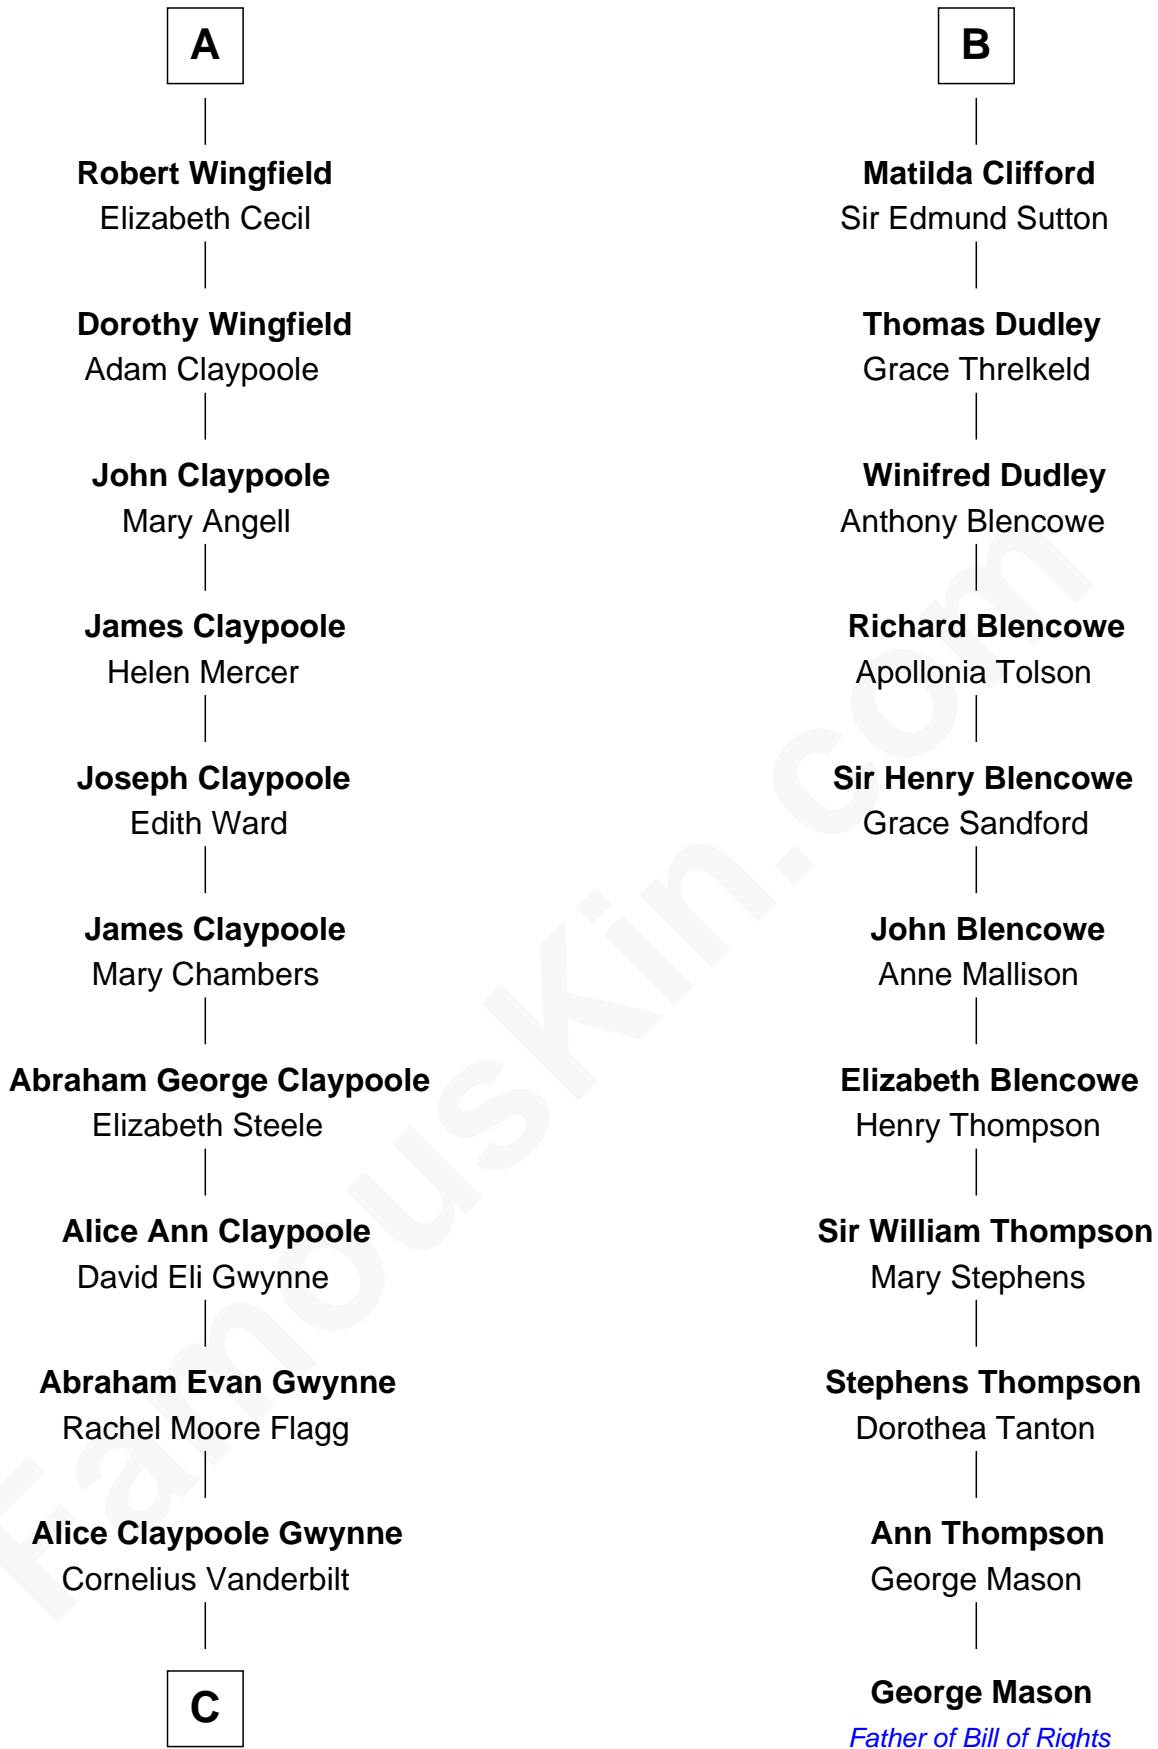 A
Robert Wingfield
Elizabeth Cecil
Dorothy Wingfield
Adam Claypoole
John Claypoole
Mary Angell
James Claypoole
Helen Mercer
Joseph Claypoole
Edith Ward
James Claypoole
Mary Chambers
Abraham George Claypoole
Elizabeth Steele
Alice Ann Claypoole
David Eli Gwynne
Abraham Evan Gwynne
Rachel Moore Flagg
Alice Claypoole Gwynne
Cornelius Vanderbilt
C
B
Matilda Clifford
Sir Edmund Sutton
Thomas Dudley
Grace Threlkeld
Winifred Dudley
Anthony Blencowe
Richard Blencowe
Apollonia Tolson
Sir Henry Blencowe
Grace Sandford
John Blencowe
Anne Mallison
Elizabeth Blencowe
Henry Thompson
Sir William Thompson
Mary Stephens
Stephens Thompson
Dorothea Tanton
Ann Thompson
George Mason
George Mason
Father of Bill of Rights
FamousKin.com